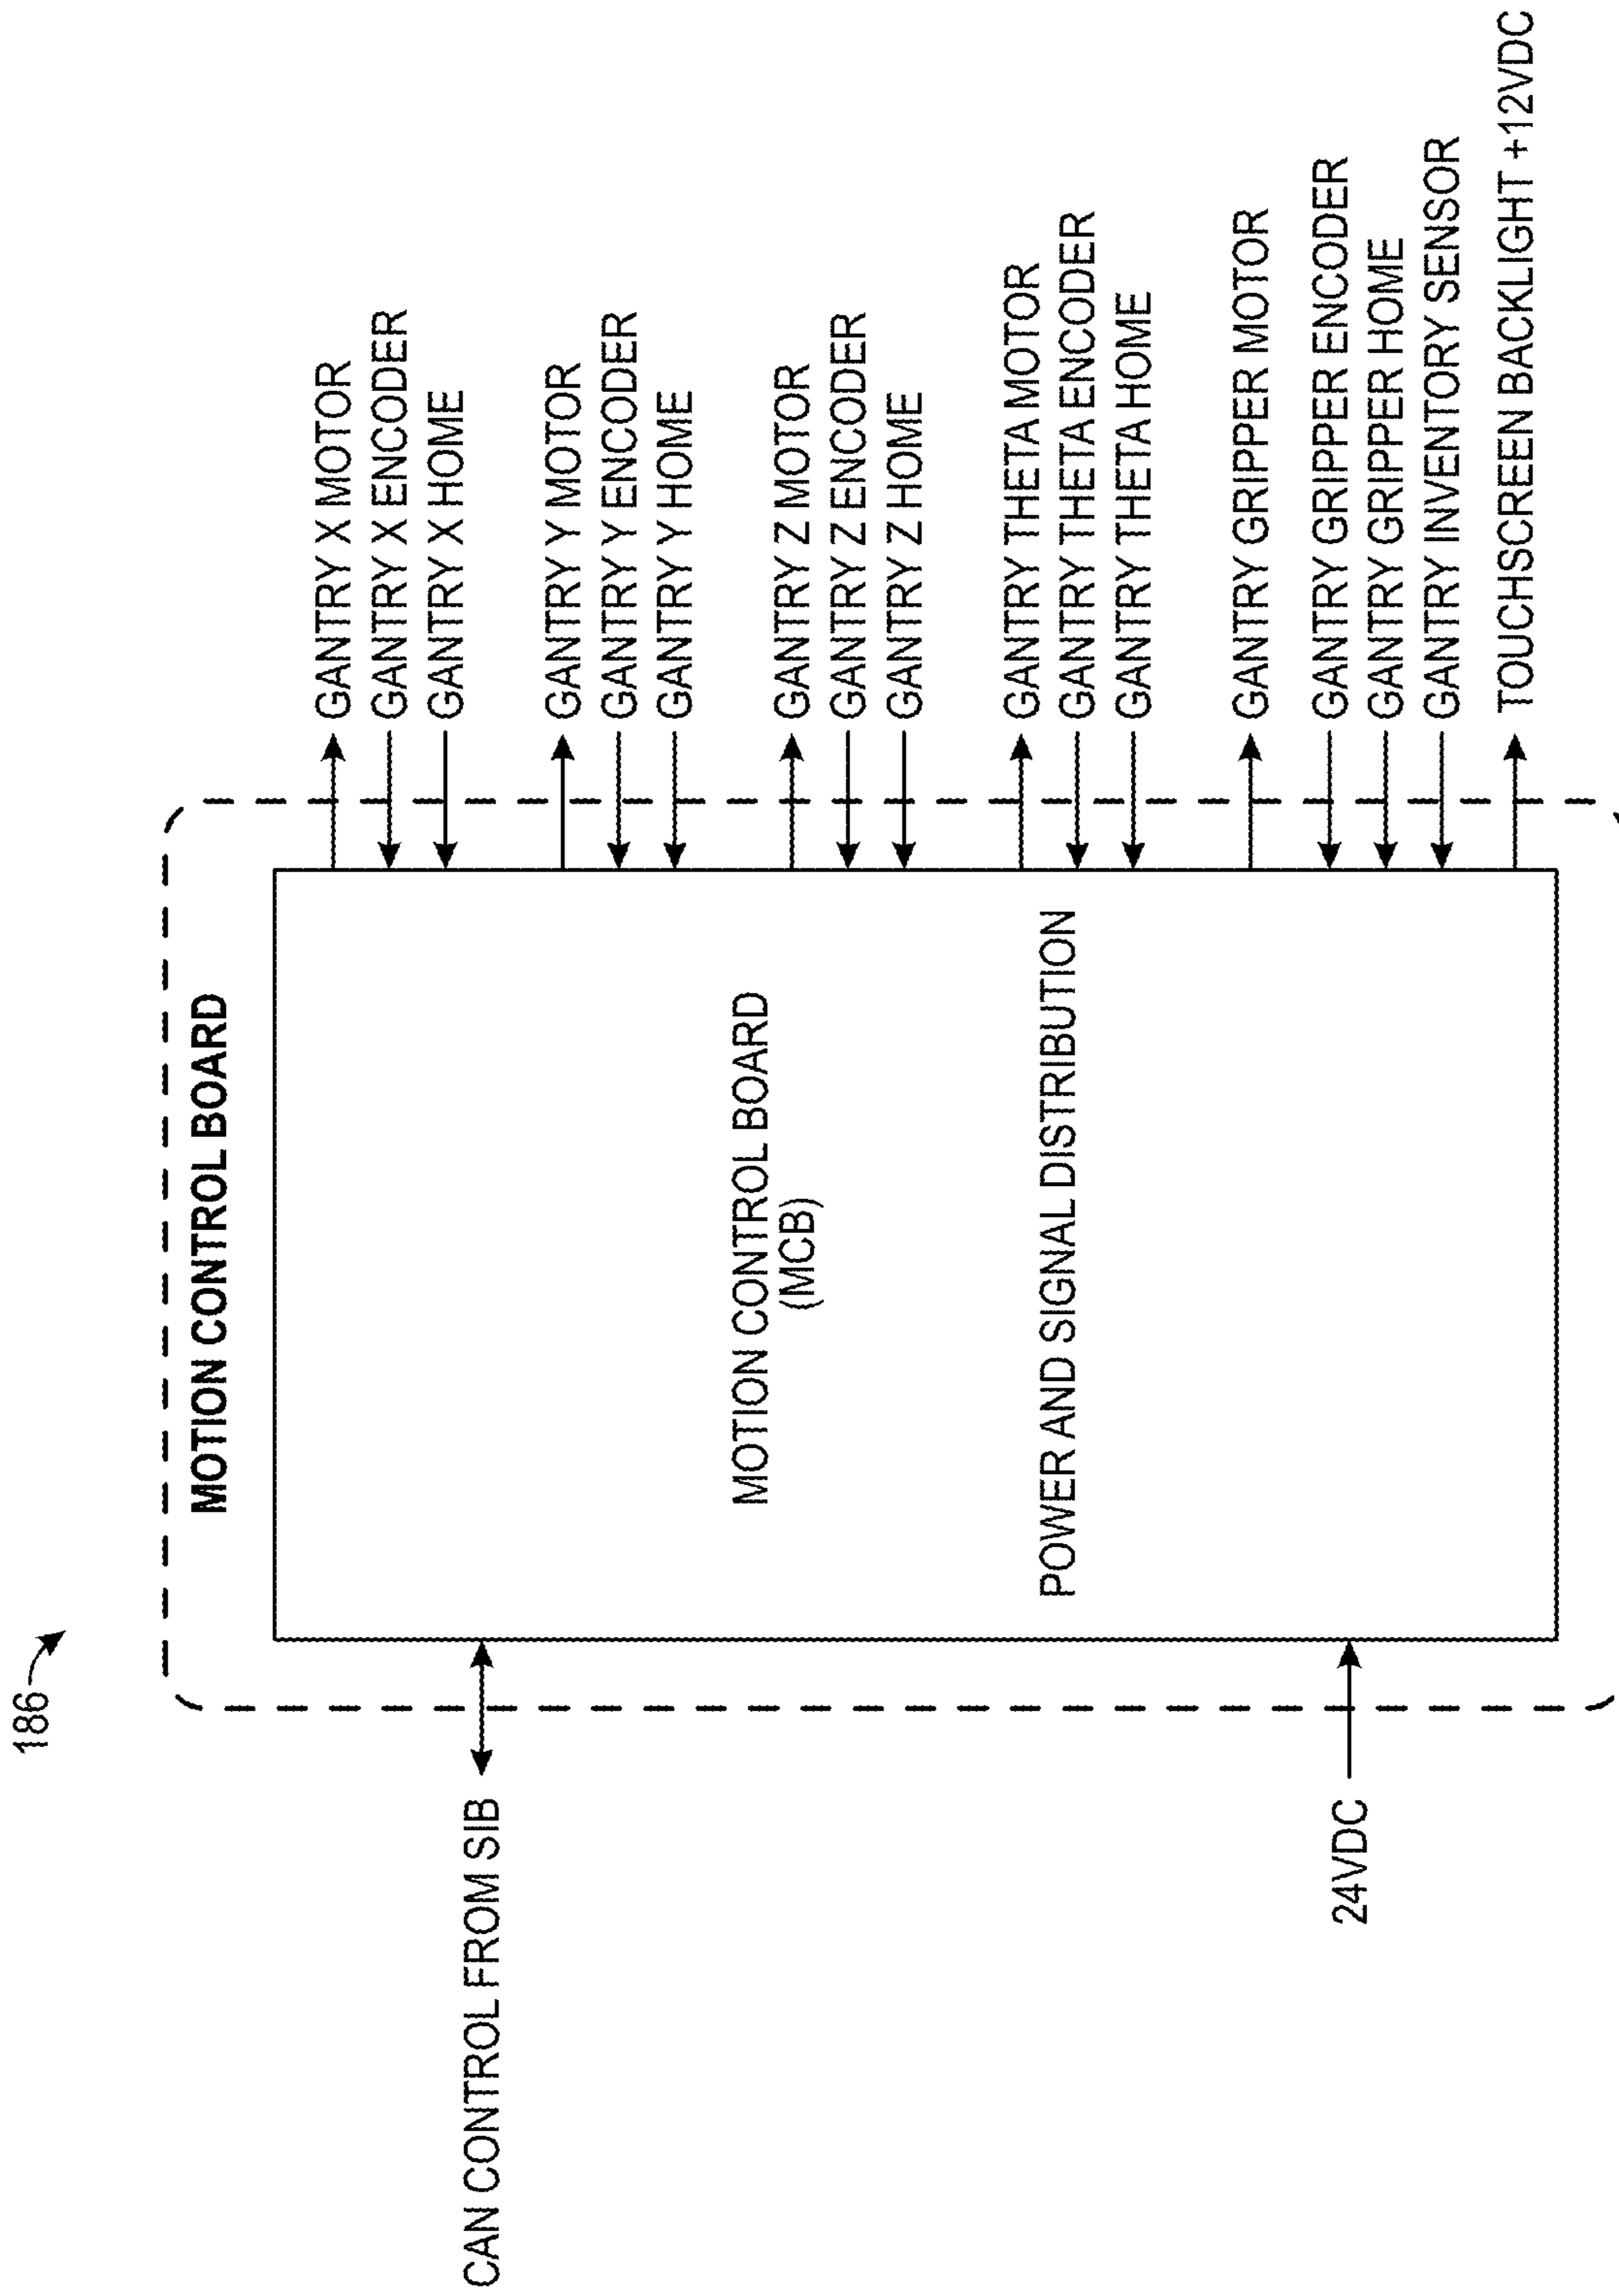 186
MOTION CONTROL BOARD
CAN CONTROL FROM SIB
24VDC
MOTION CONTROL BOARD
(MCB)
POWER AND SIGNAL DISTRIBUTION
GANTRY X MOTOR
GANTRY X ENCODER
GANTRY X HOME
GANTRY Y MOTOR
GANTRY Y ENCODER
GANTRY Y HOME
GANTRY Z MOTOR
GANTRY Z ENCODER
GANTRY Z HOME
GANTRY THETA MOTOR
GANTRY THETA ENCODER
GANTRY THETA HOME
GANTRY GRIPPER MOTOR
GANTRY GRIPPER ENCODER
GANTRY GRIPPER HOME
GANTRY INVENTORY SENSOR
TOUCHSCREEN BACKLIGHT +12VDC